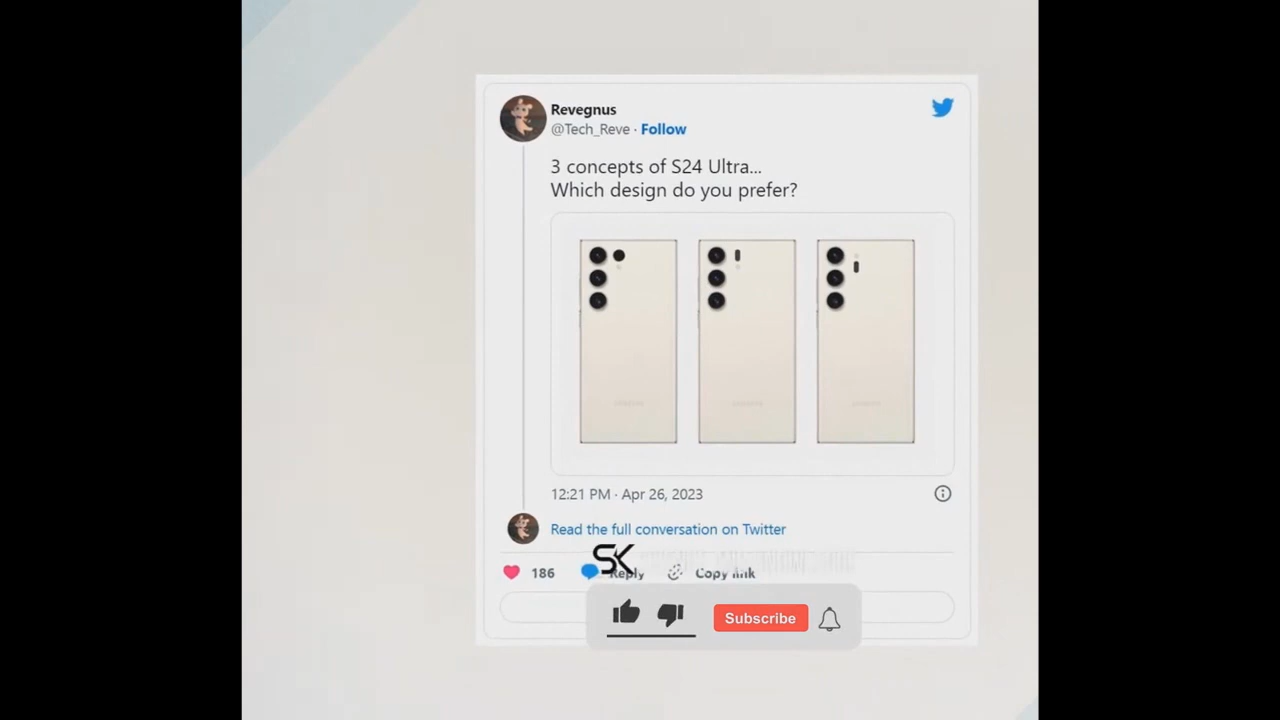 Revegnus
@Tech_Reve · Follow
3 concepts of S24 Ultra...
Which design do you prefer?
12:21 PM · Apr 26, 2023
Read the full conversation on Twitter
SK
186 Reply Copy link
Subscribe